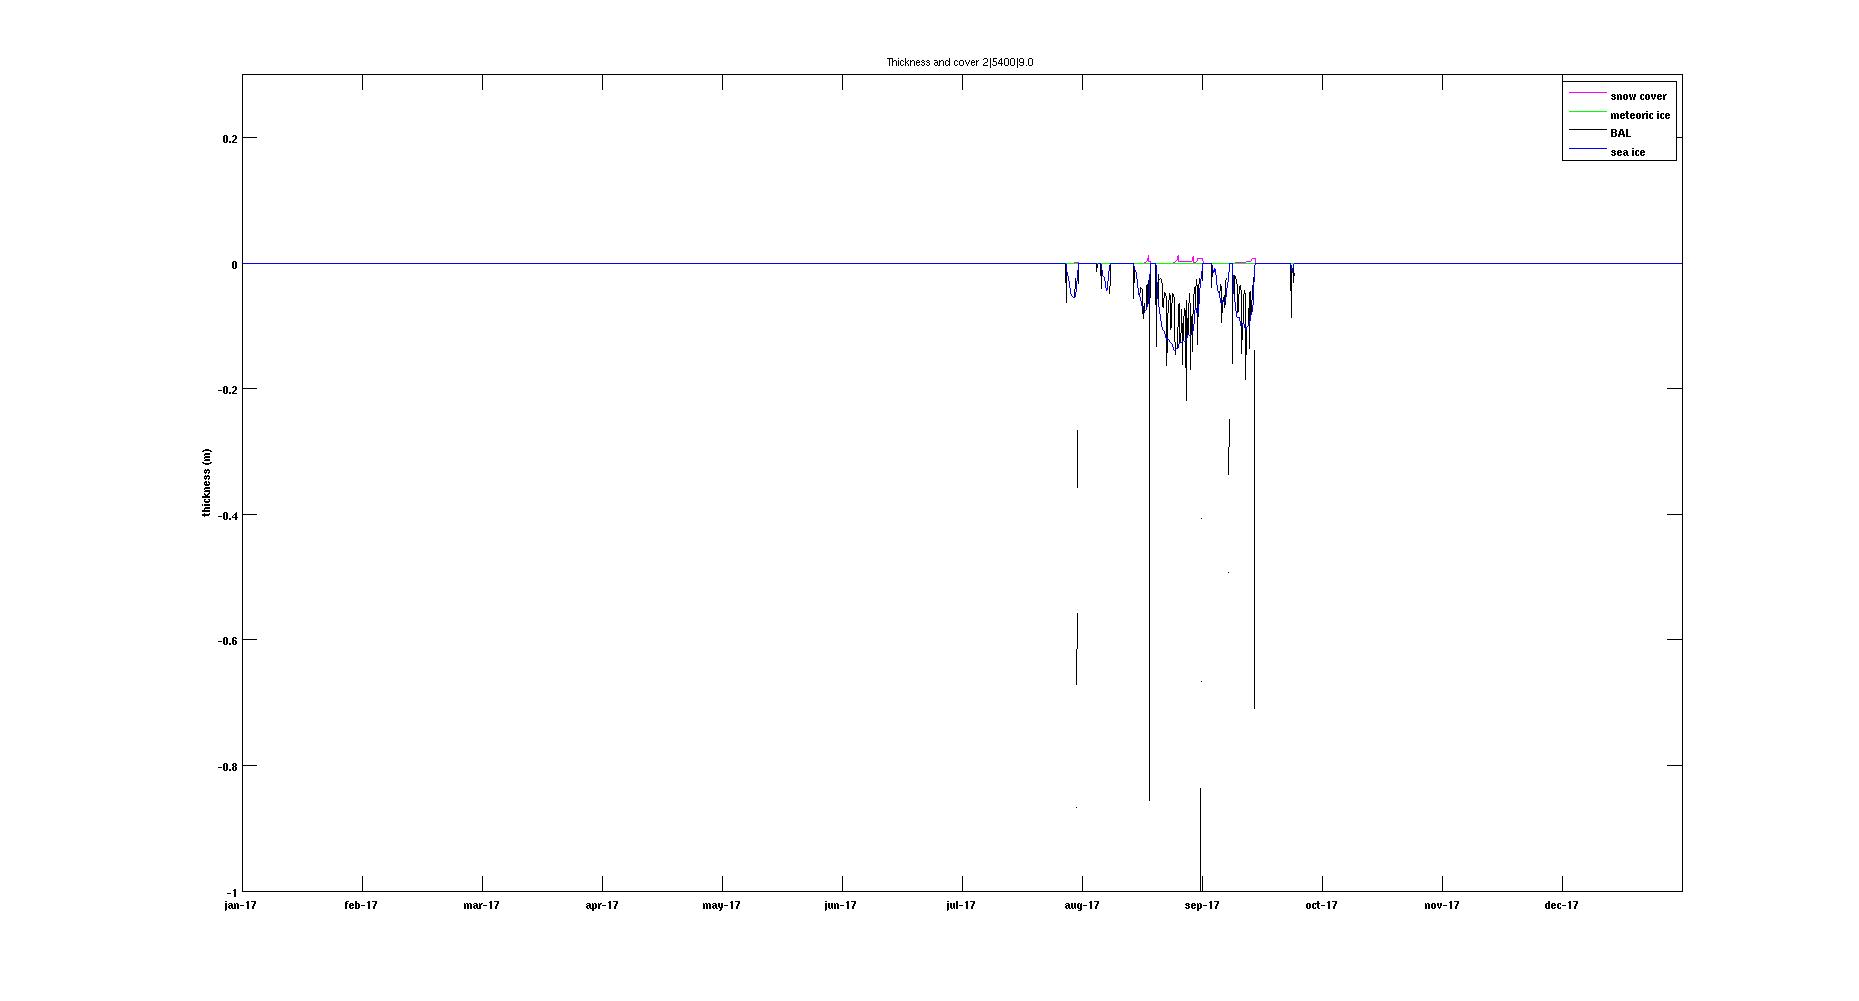 Thickness and cover 2|5400|9.0
snow cover
meteoric ice
BAL
sea ice
0.2
0
-0.2
-0.4
-0.6
-0.8
-1
thickness (m)
jan-17 feb-17 mar-17 apr-17 may-17 jun-17 jul-17 aug-17 sep-17 oct-17 nov-17 dec-17